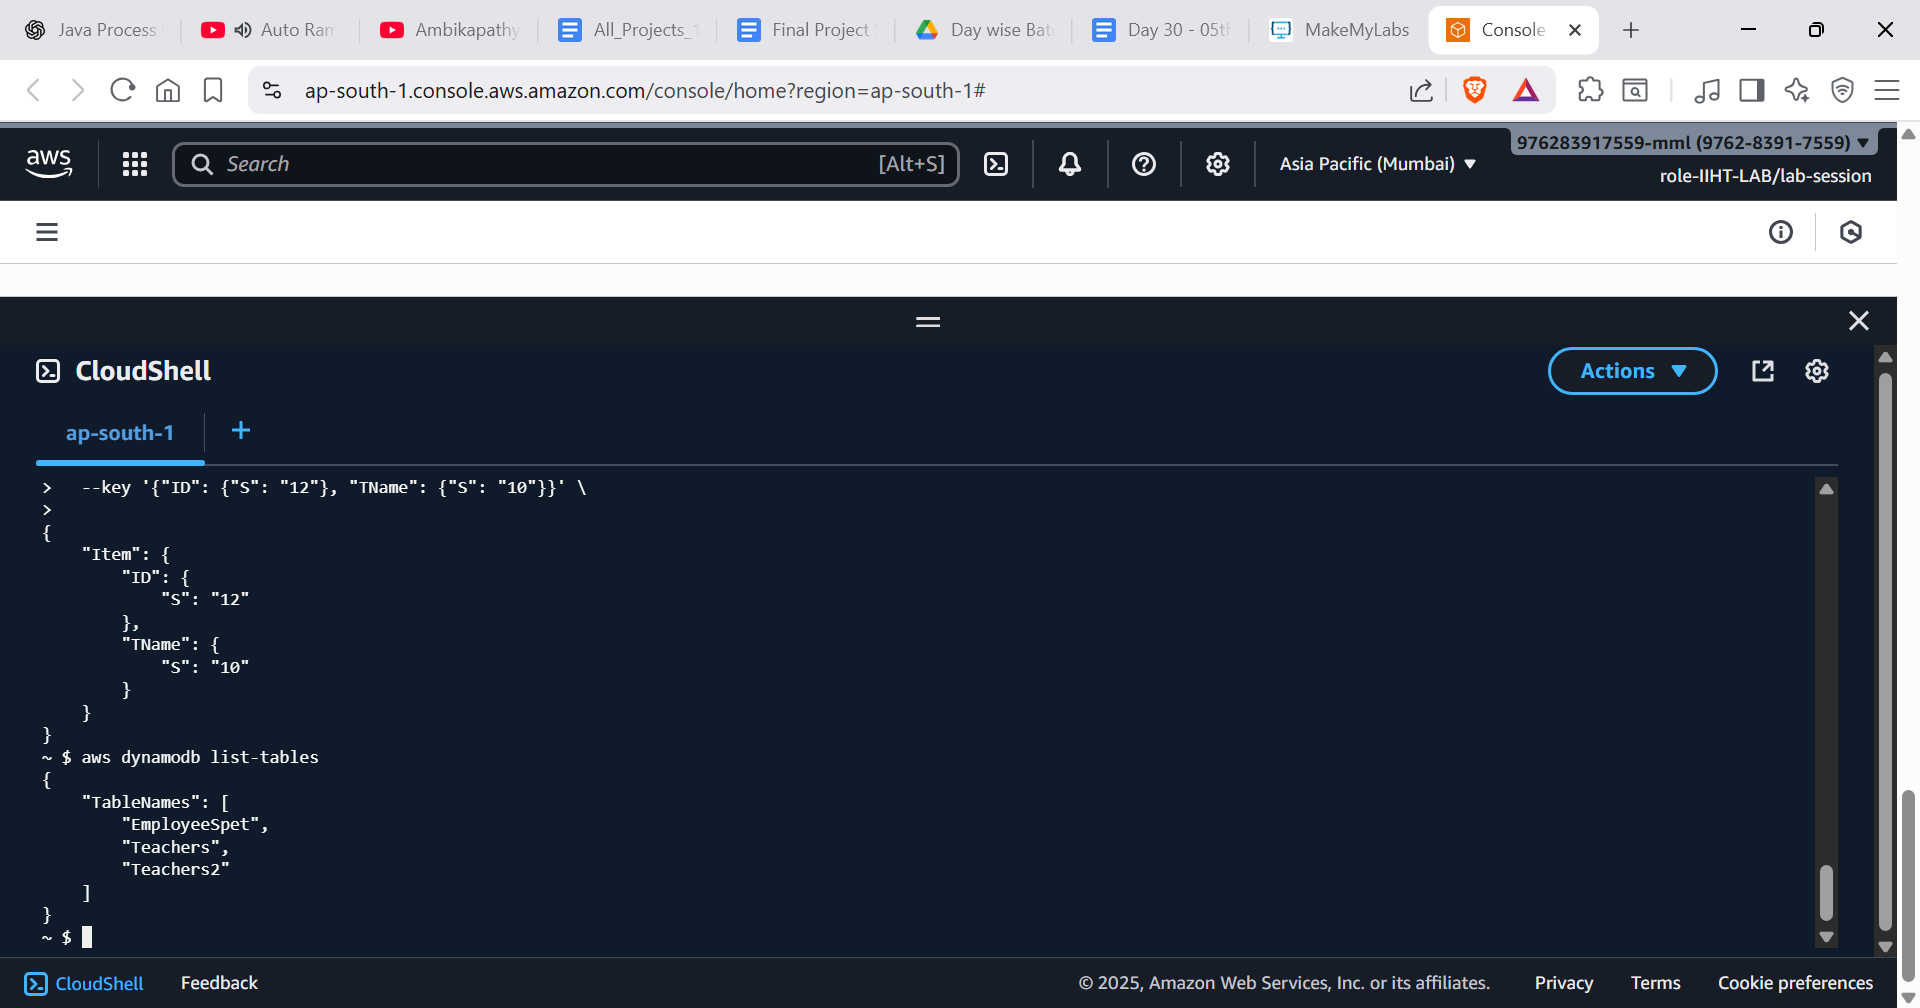 Java Process
Auto Ram
Ambikapathy
All_Projects_1
Final Project S
Day wise Batc
Day 30 - 05th
MakeMyLabs
Console
ap-south-1.console.aws.amazon.com/console/home?region=ap-south-1#
aws
Search
[Alt+S]
Asia Pacific (Mumbai)
976283917559-mml (9762-8391-7559)
role-IIHT-LAB/lab-session
CloudShell
Actions
ap-south-1
>   --key '{"ID": {"S": "12"}, "TName": {"S": "10"}}' \
>
{
    "Item": {
        "ID": {
            "S": "12"
        },
        "TName": {
            "S": "10"
        }
    }
}
~ $ aws dynamodb list-tables
{
    "TableNames": [
        "EmployeeSpet",
        "Teachers",
        "Teachers2"
    ]
}
~ $
CloudShell
Feedback
© 2025, Amazon Web Services, Inc. or its affiliates.
Privacy
Terms
Cookie preferences